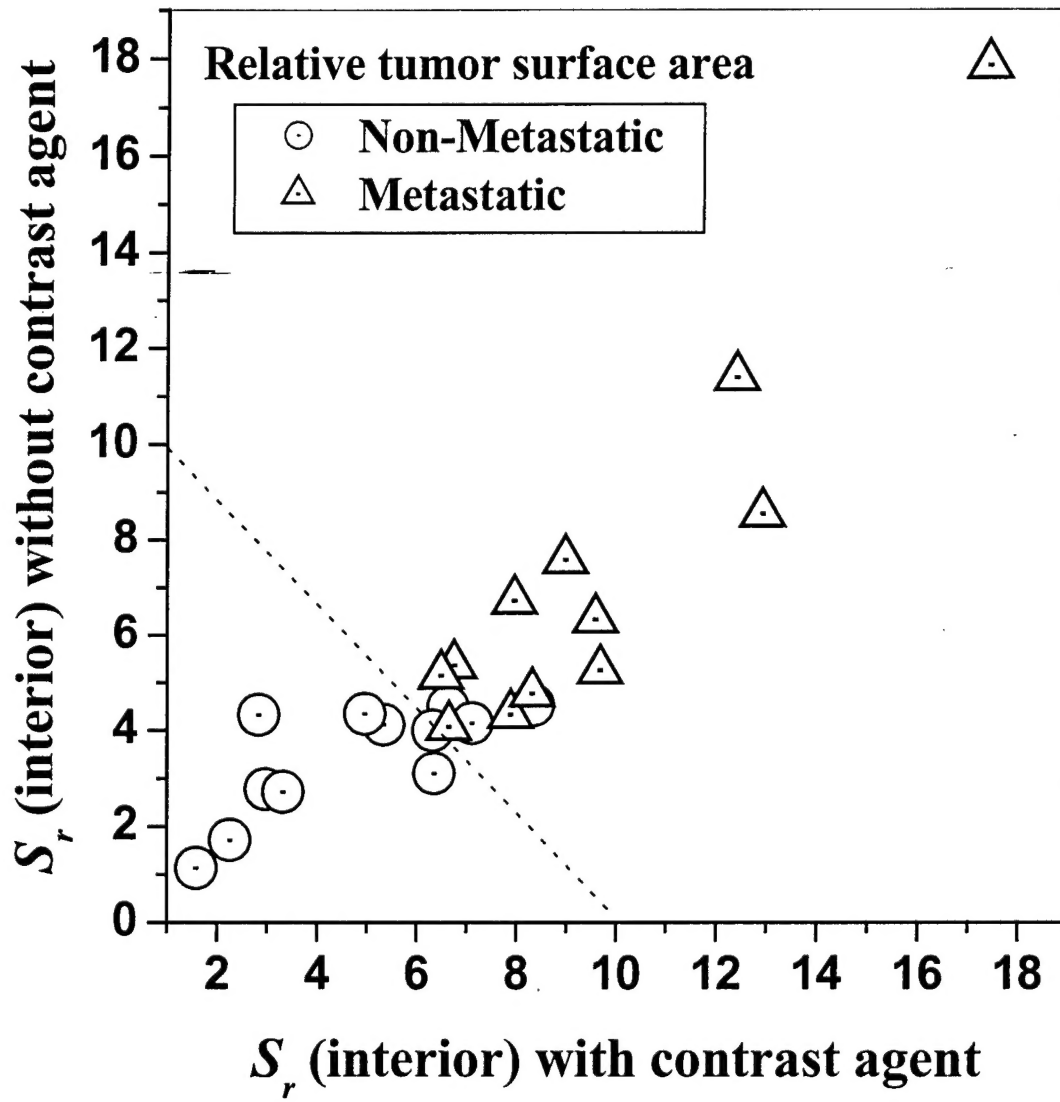 Relative tumor surface area
Non-Metastatic
Metastatic
S_r (interior) without contrast agent
18
16
14
12
10
8
6
4
2
0
2 4 6 8 10 12 14 16 18
S_r (interior) with contrast agent